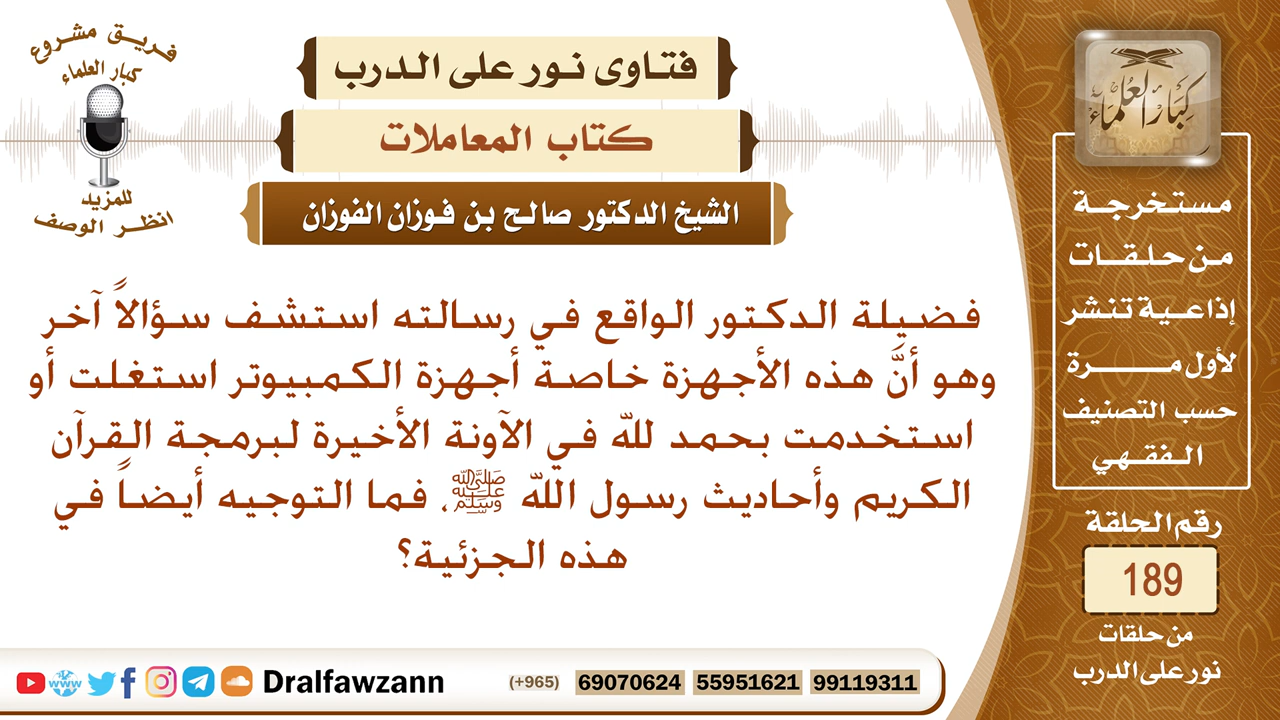 فريق مشروع
كبار العلماء
للمزيد
انظر الوصف
فتاوى نور على الدرب
كتاب المعاملات
الشيخ الدكتور صالح بن فوزان الفوزان
فضيلة الدكتور الواقع في رسالته استشف سؤالاً آخر
وهو أنَّ هذه الأجهزة خاصة أجهزة الكمبيوتر استغلت أو
استخدمت بحمد لله في الآونة الأخيرة لبرمجة القرآن
الكريم وأحاديث رسول الله ﷺ، فما التوجيه أيضاً في
هذه الجزئية؟
كبار العلماء
مستخرجة
من حلقات
إذاعية تنشر
لأول مرة
حسب التصنيف
الفقهي
رقم الحلقة
189
من حلقات
نور على الدرب
www
Dralfawzann
(+965) 69070624 55951621 99119311